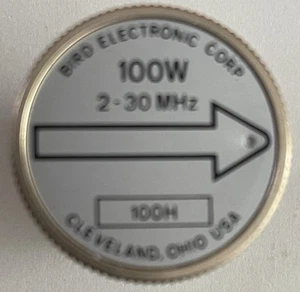 BIRD ELECTRONIC CORP
100W
2-30 MHz
100H
CLEVELAND, OHIO USA